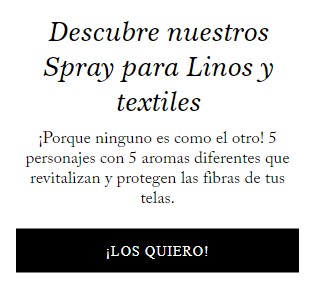 Descubre nuestros
Spray para Linos y
textiles
¡Porque ninguno es como el otro! 5
personajes con 5 aromas diferentes que
revitalizan y protegen las fibras de tus
telas.
¡LOS QUIERO!